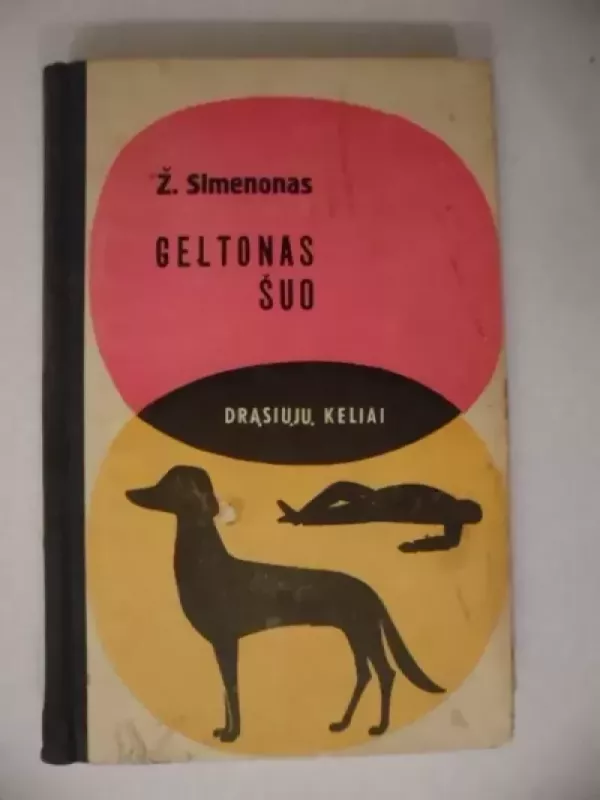 Ž. Simenonas
GELTONAS
ŠUO
DRĄSIŲJŲ KELIAI